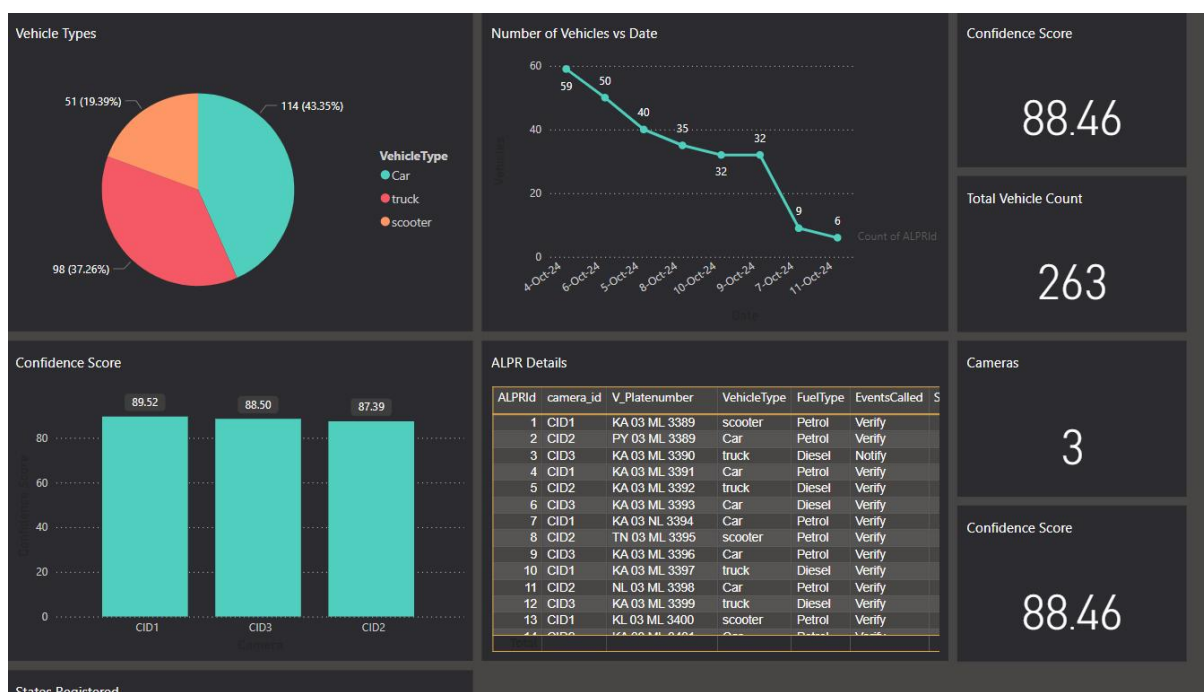 Vehicle Types
51 (19.39%)
114 (43.35%)
98 (37.26%)
VehicleType
Car
truck
scooter
Number of Vehicles vs Date
60
40
20
0
59
50
40
35
32
32
9
6
Count of ALPRId
4-Oct-24
6-Oct-24
5-Oct-24
8-Oct-24
10-Oct-24
9-Oct-24
7-Oct-24
11-Oct-24
Date
Confidence Score
88.46
Total Vehicle Count
263
Confidence Score
89.52
88.50
87.39
80
60
40
20
0
Confidence Score
CID1
CID3
CID2
Camera
ALPR Details
ALPRId camera_id V_Platenumber VehicleType FuelType EventsCalled S
1 CID1 KA 03 ML 3389 scooter Petrol Verify
2 CID2 PY 03 ML 3389 Car Petrol Verify
3 CID3 KA 03 ML 3390 truck Diesel Notify
4 CID1 KA 03 ML 3391 Car Petrol Verify
5 CID2 KA 03 ML 3392 truck Diesel Verify
6 CID3 KA 03 ML 3393 Car Diesel Verify
7 CID1 KA 03 NL 3394 Car Petrol Verify
8 CID2 TN 03 ML 3395 scooter Petrol Verify
9 CID3 KA 03 ML 3396 Car Petrol Verify
10 CID1 KA 03 ML 3397 truck Diesel Verify
11 CID2 NL 03 ML 3398 Car Petrol Verify
12 CID3 KA 03 ML 3399 truck Diesel Verify
13 CID1 KL 03 ML 3400 scooter Petrol Verify
Total
Cameras
3
Confidence Score
88.46
States Registered